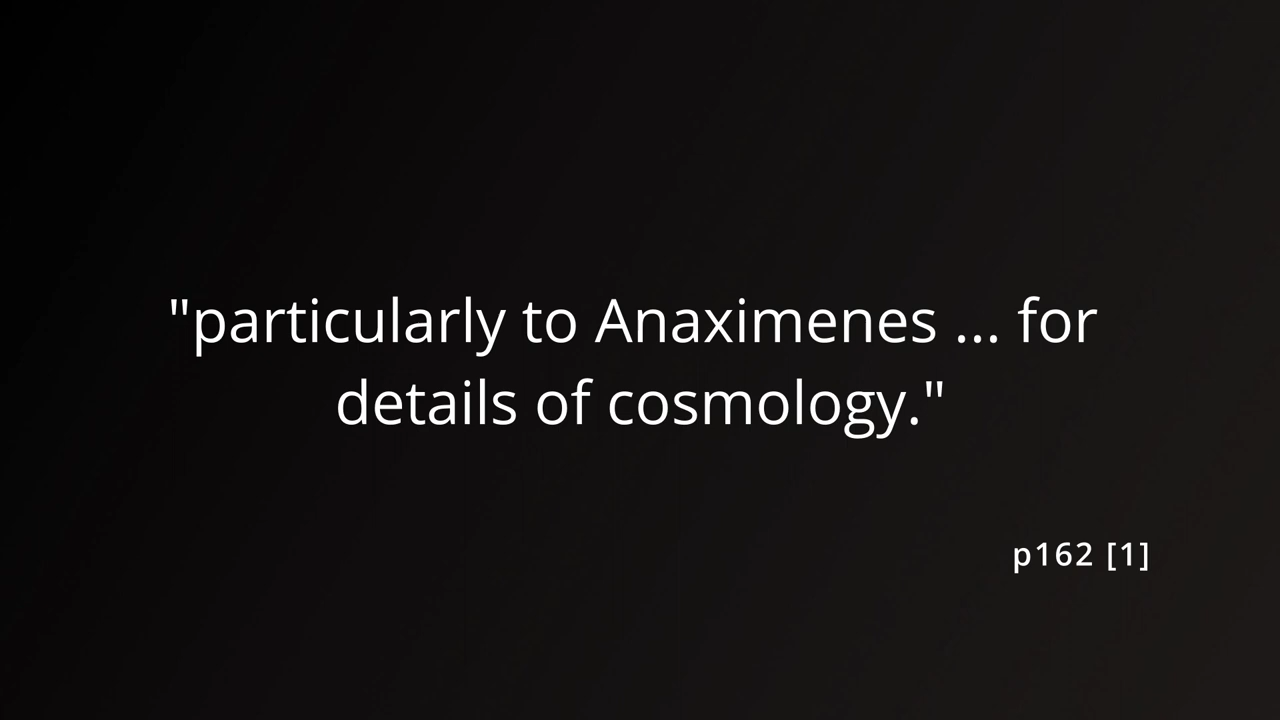 "particularly to Anaximenes ... for
details of cosmology."
p162 [1]